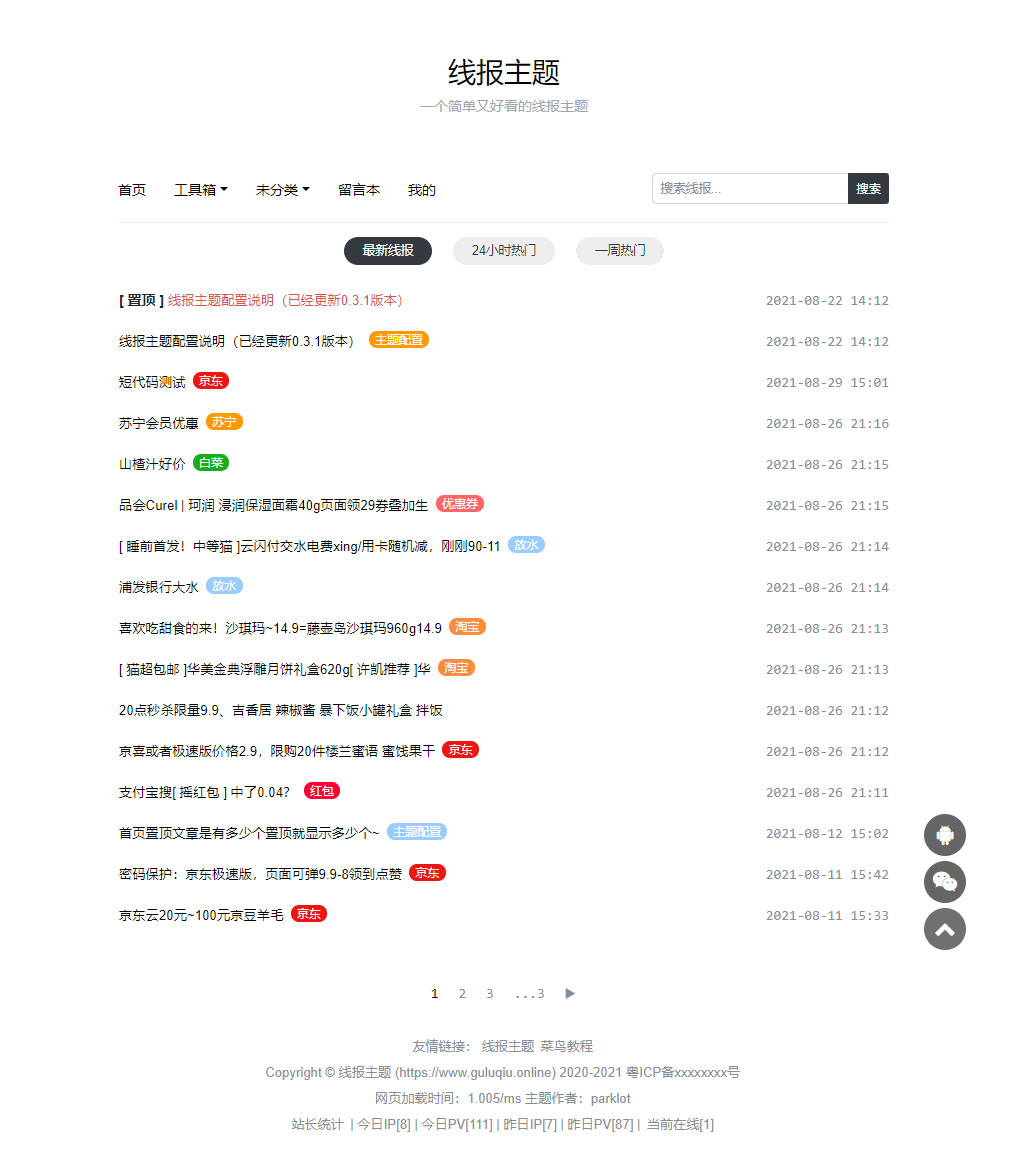 线报主题
一个简单又好看的线报主题
首页 工具箱 未分类 留言本 我的 搜索线报... 搜索
最新线报 24小时热门 一周热门
[ 置顶 ] 线报主题配置说明（已经更新0.3.1版本） 2021-08-22 14:12
线报主题配置说明（已经更新0.3.1版本） 主题配置 2021-08-22 14:12
短代码测试 京东 2021-08-29 15:01
苏宁会员优惠 苏宁 2021-08-26 21:16
山楂汁好价 白菜 2021-08-26 21:15
品会Curel | 珂润 浸润保湿面霜40g页面领29券叠加生 优惠券 2021-08-26 21:15
[ 睡前首发！中等猫 ]云闪付交水电费xing/用卡随机减，刚刚90-11 放水 2021-08-26 21:14
浦发银行大水 放水 2021-08-26 21:14
喜欢吃甜食的来！沙琪玛~14.9=藤壶岛沙琪玛960g14.9 淘宝 2021-08-26 21:13
[ 猫超包邮 ]华美金典浮雕月饼礼盒620g[ 许凯推荐 ]华 淘宝 2021-08-26 21:13
20点秒杀限量9.9、吉香居 辣椒酱 暴下饭小罐礼盒 拌饭 2021-08-26 21:12
京喜或者极速版价格2.9，限购20件楼兰蜜语 蜜饯果干 京东 2021-08-26 21:12
支付宝搜[ 摇红包 ] 中了0.04？ 红包 2021-08-26 21:11
首页置顶文章是有多少个置顶就显示多少个~ 主题配置 2021-08-12 15:02
密码保护：京东极速版，页面可弹9.9-8领到点赞 京东 2021-08-11 15:42
京东云20元~100元京豆羊毛 京东 2021-08-11 15:33
1 2 3 ...3 ▶
友情链接： 线报主题 菜鸟教程
Copyright © 线报主题 (https://www.guluqiu.online) 2020-2021 粤ICP备xxxxxxxx号
网页加载时间：1.005/ms 主题作者：parklot
站长统计 | 今日IP[8] | 今日PV[111] | 昨日IP[7] | 昨日PV[87] | 当前在线[1]